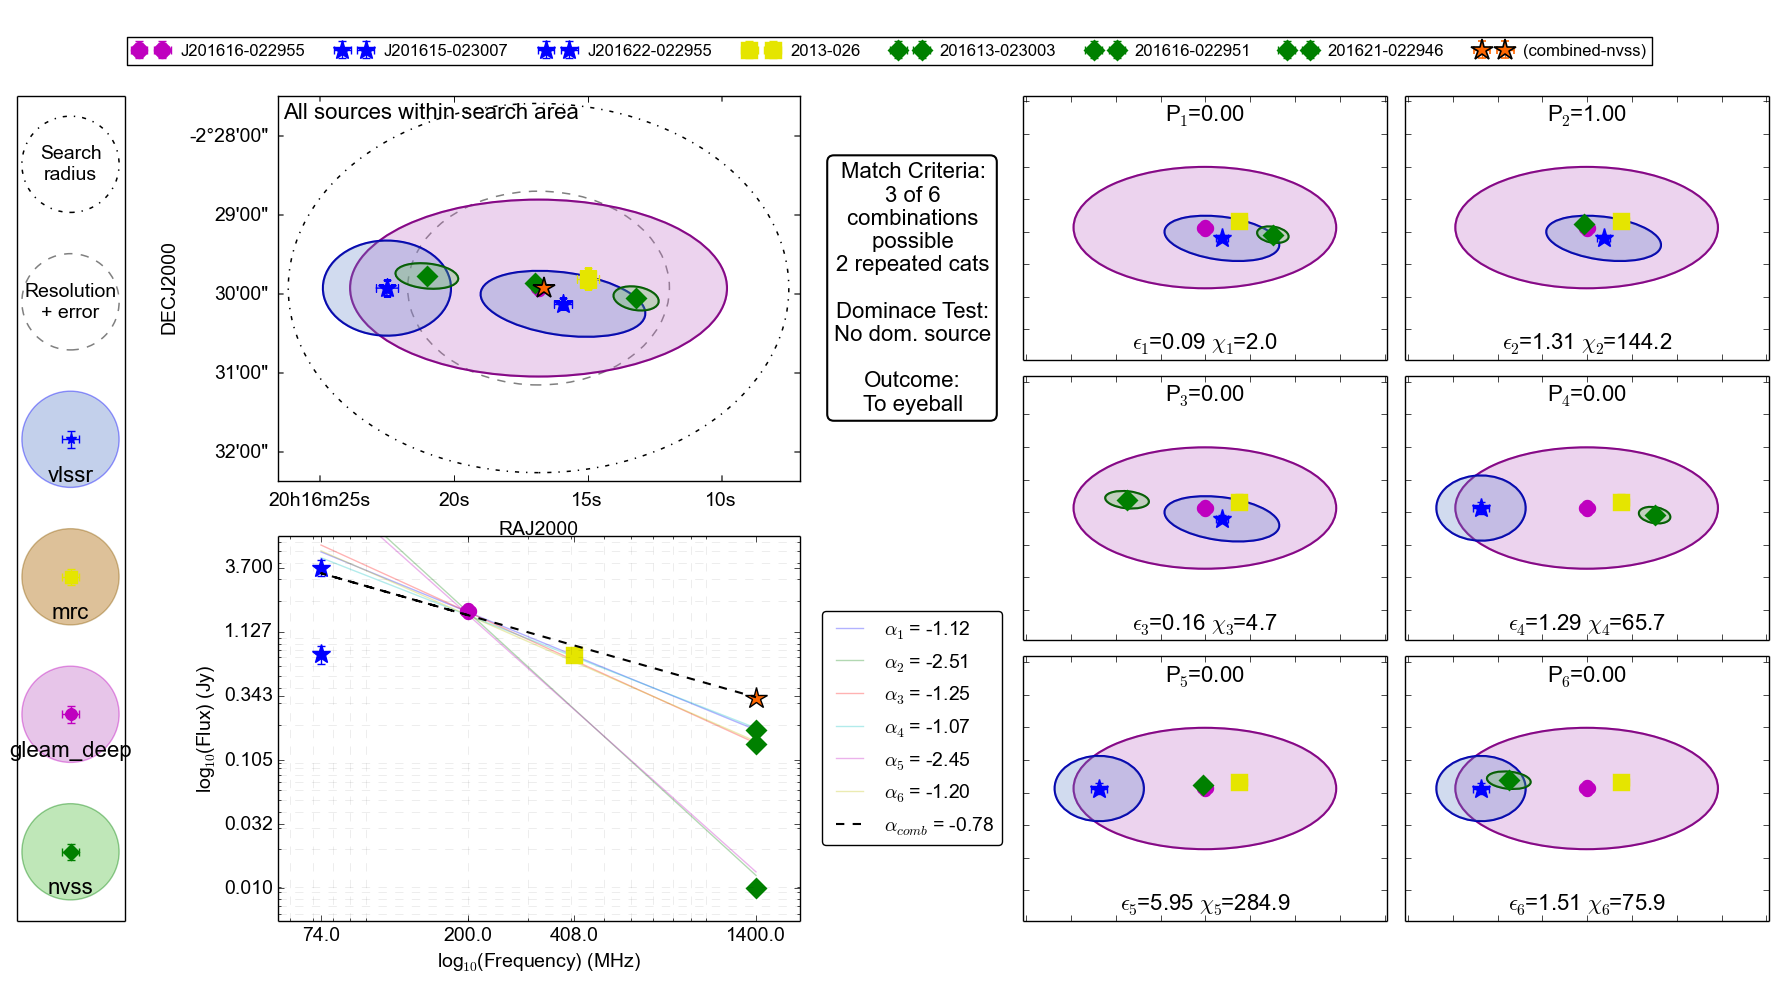 J201616-022955 J201615-023007 J201622-022955 2013-026 201613-023003 201616-022951 201621-022946 (combined-nvss)
Search
radius
Resolution
+ error
vlssr
mrc
gleam_deep
nvss
All sources within search area
DECJ2000
-2°28'00"
29'00"
30'00"
31'00"
32'00"
20h16m25s 20s 15s 10s
RAJ2000
Match Criteria:
3 of 6
combinations
possible
2 repeated cats
Dominace Test:
No dom. source
Outcome:
To eyeball
log10(Flux) (Jy)
3.700
1.127
0.343
0.105
0.032
0.010
74.0 200.0 408.0 1400.0
log10(Frequency) (MHz)
α1 = -1.12
α2 = -2.51
α3 = -1.25
α4 = -1.07
α5 = -2.45
α6 = -1.20
αcomb = -0.78
P1=0.00
ϵ1=0.09 χ1=2.0
P2=1.00
ϵ2=1.31 χ2=144.2
P3=0.00
ϵ3=0.16 χ3=4.7
P4=0.00
ϵ4=1.29 χ4=65.7
P5=0.00
ϵ5=5.95 χ5=284.9
P6=0.00
ϵ6=1.51 χ6=75.9